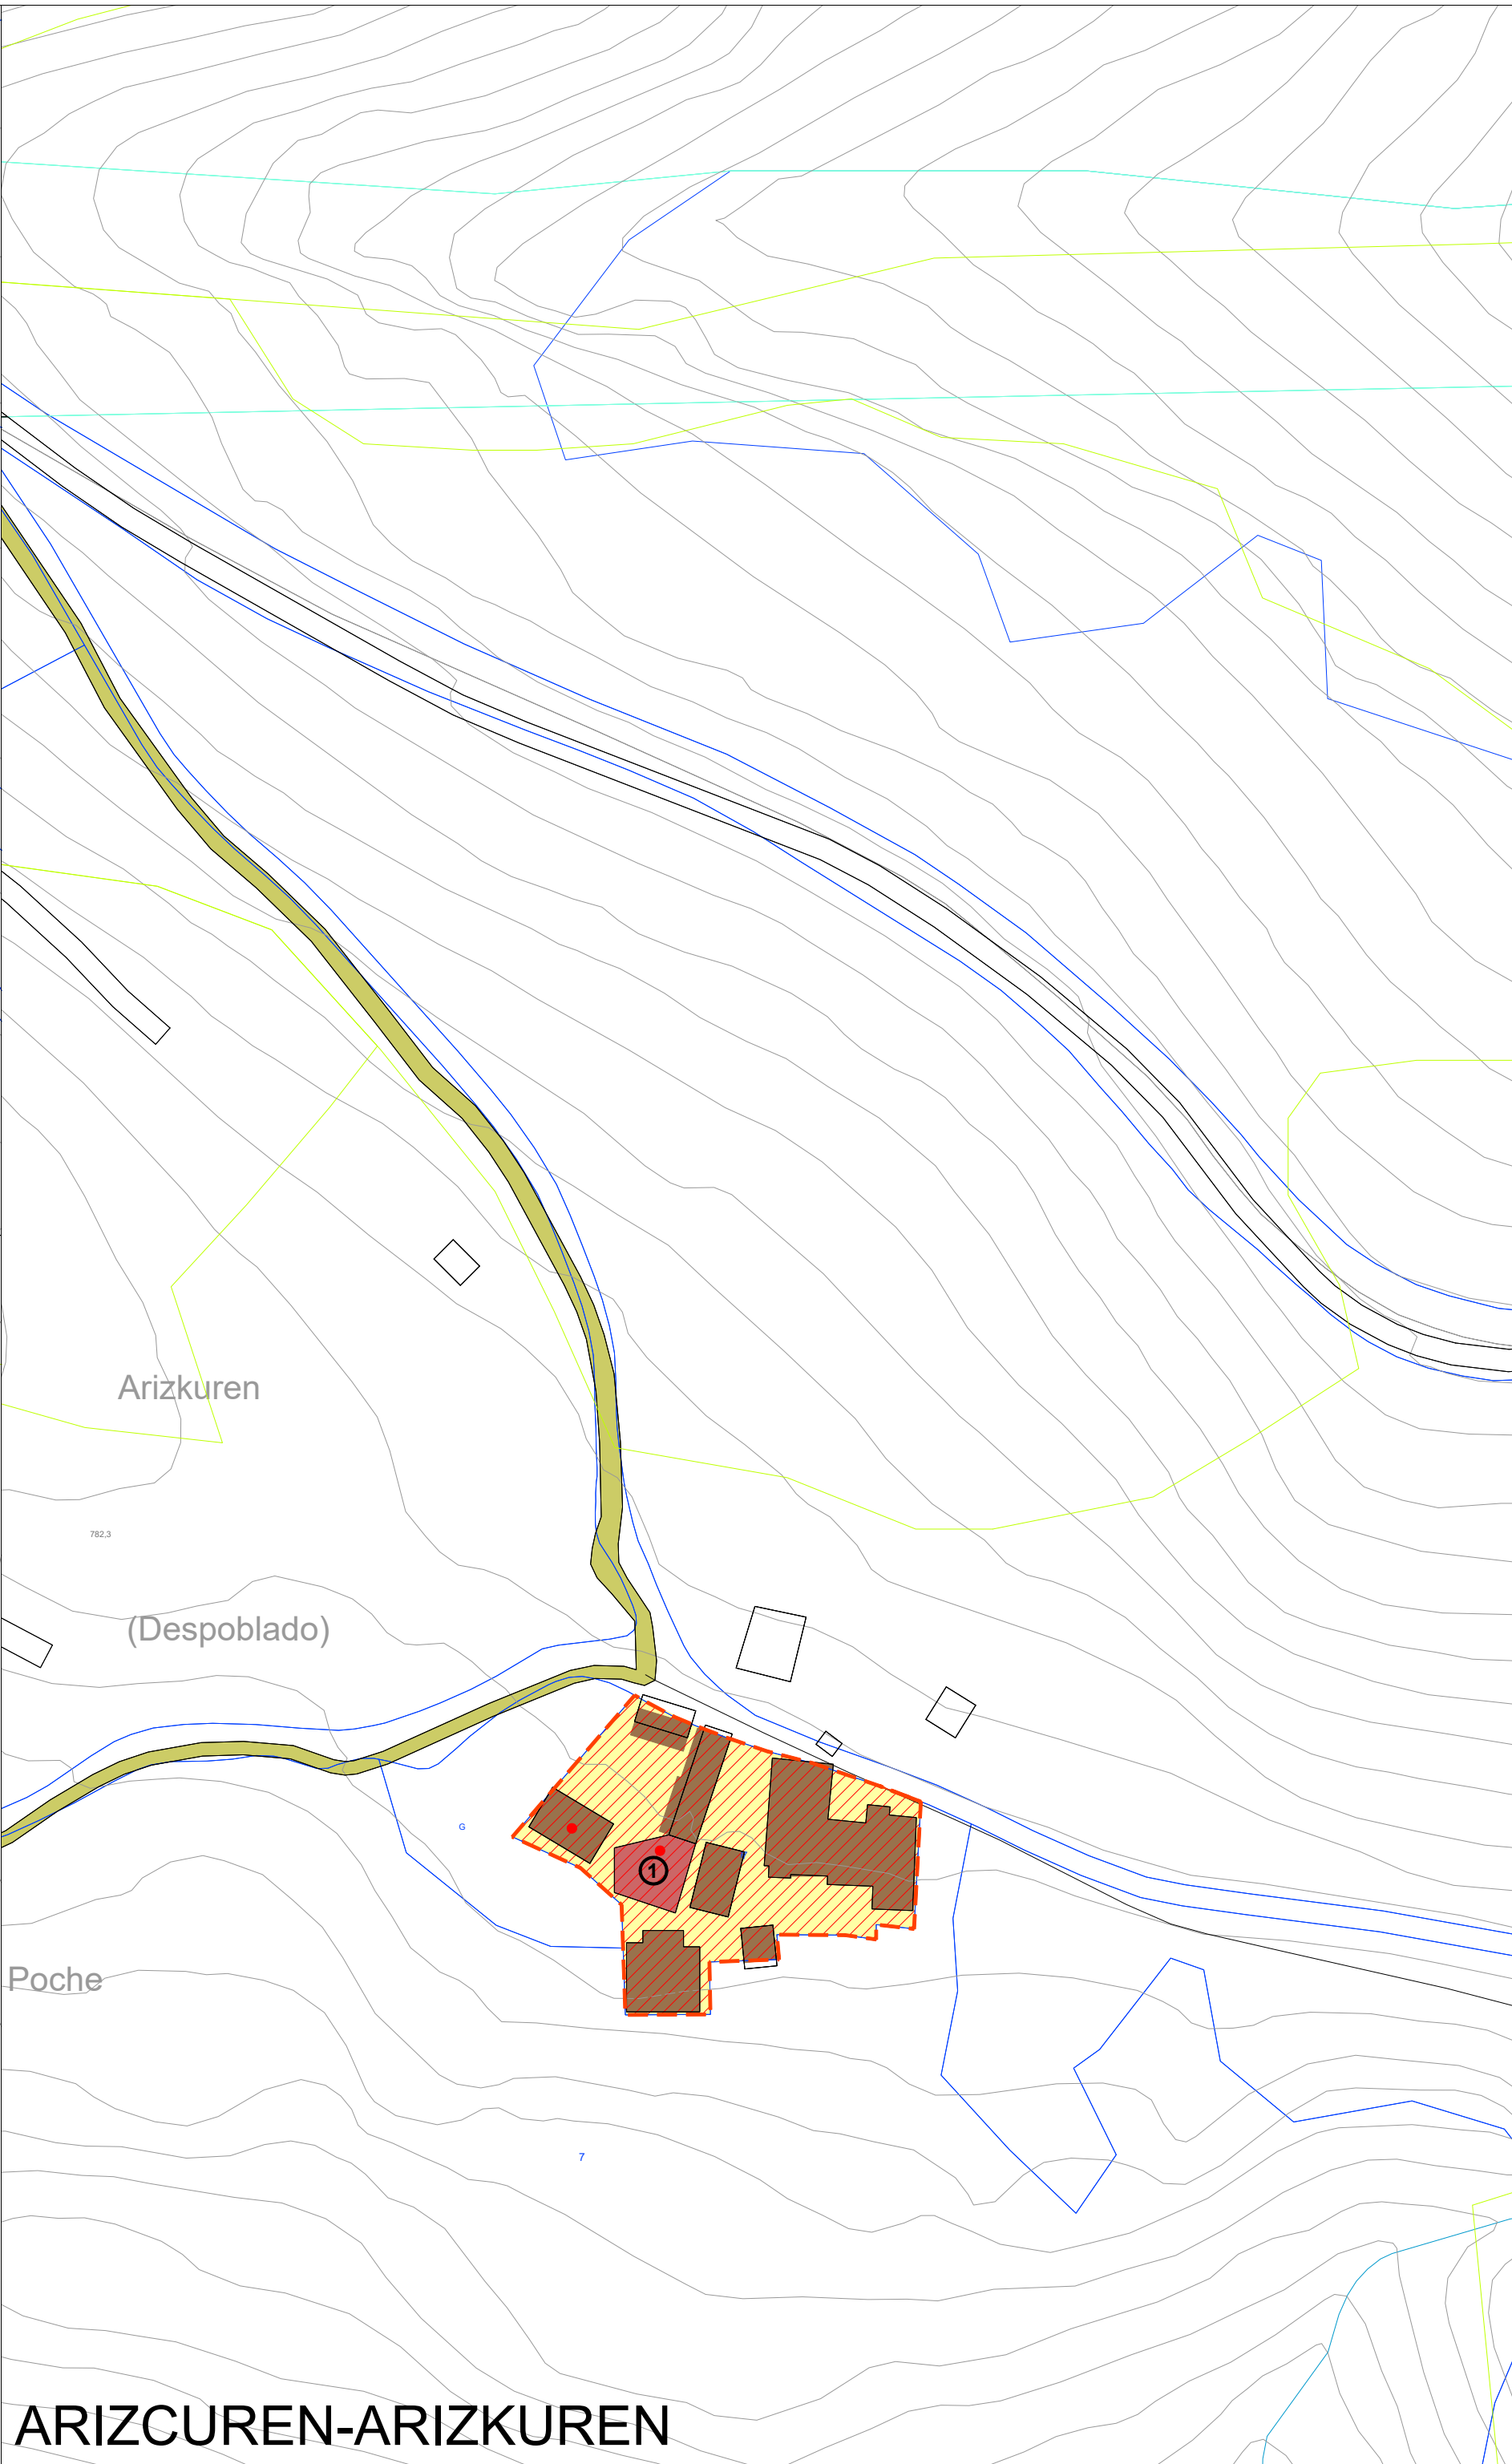 Arizkuren
782,3
(Despoblado)
G
1
Poche
7
ARIZCUREN-ARIZKUREN